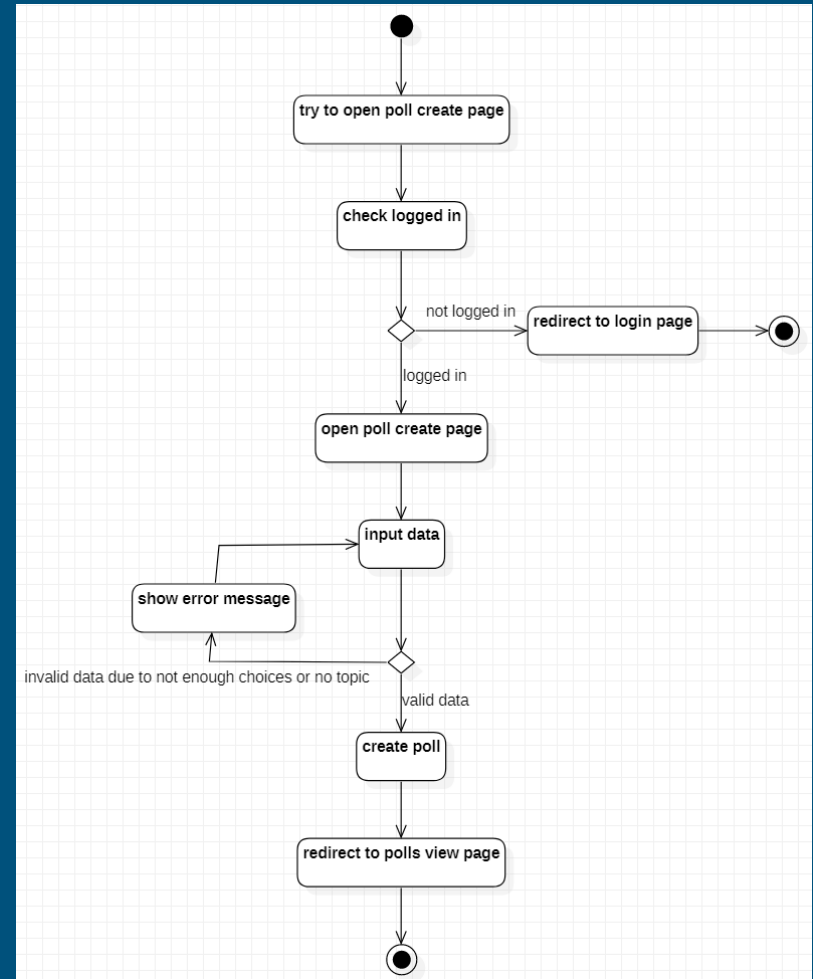 try to open poll create page
check logged in
not logged in
redirect to login page
logged in
open poll create page
input data
show error message
invalid data due to not enough choices or no topic
valid data
create poll
redirect to polls view page